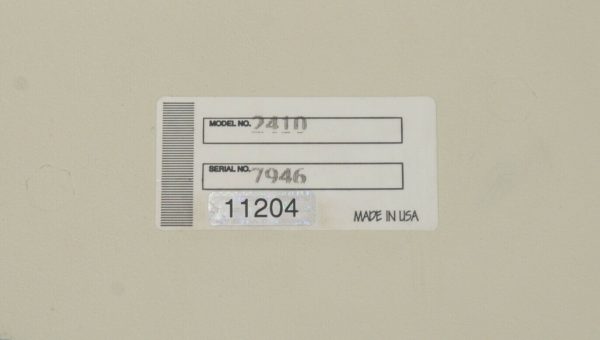 MODEL NO. 2410
SERIAL NO. 7946
11204
MADE IN USA